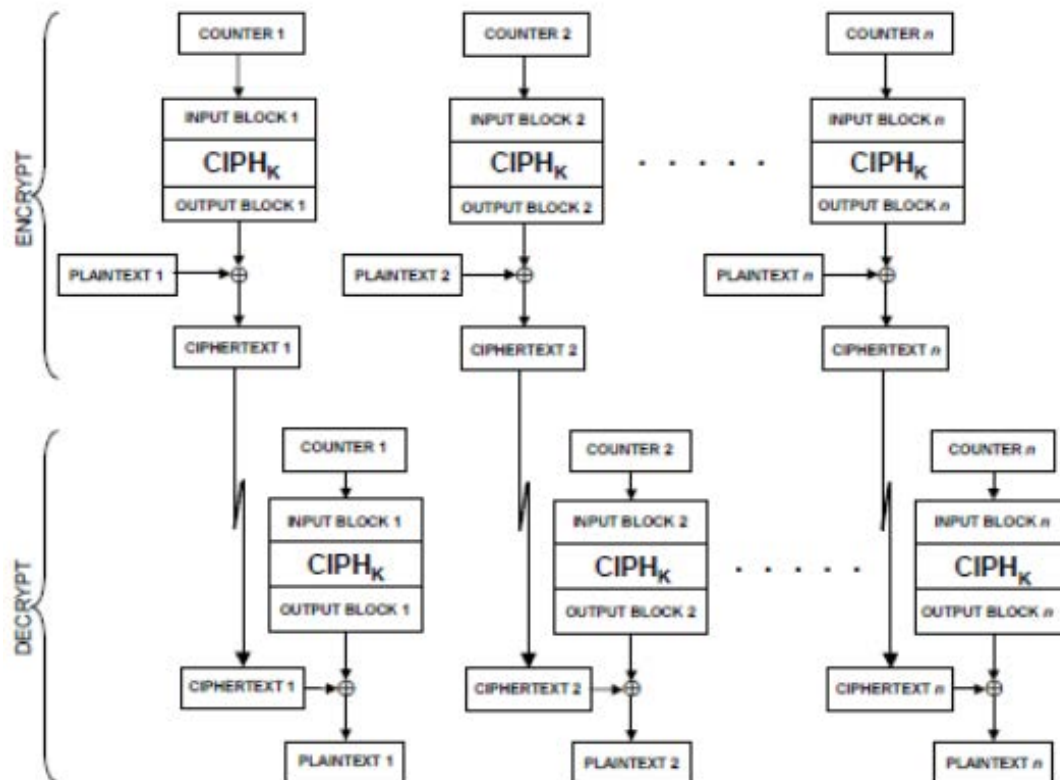 COUNTER 1
COUNTER 2
COUNTER n
INPUT BLOCK 1
INPUT BLOCK 2
INPUT BLOCK n
CIPHK
CIPHK
CIPHK
OUTPUT BLOCK 1
OUTPUT BLOCK 2
OUTPUT BLOCK n
ENCRYPT
PLAINTEXT 1
PLAINTEXT 2
PLAINTEXT n
CIPHERTEXT 1
CIPHERTEXT 2
CIPHERTEXT n
COUNTER 1
COUNTER 2
COUNTER n
INPUT BLOCK 1
INPUT BLOCK 2
INPUT BLOCK n
CIPHK
CIPHK
CIPHK
OUTPUT BLOCK 1
OUTPUT BLOCK 2
OUTPUT BLOCK n
DECRYPT
CIPHERTEXT 1
CIPHERTEXT 2
CIPHERTEXT n
PLAINTEXT 1
PLAINTEXT 2
PLAINTEXT n